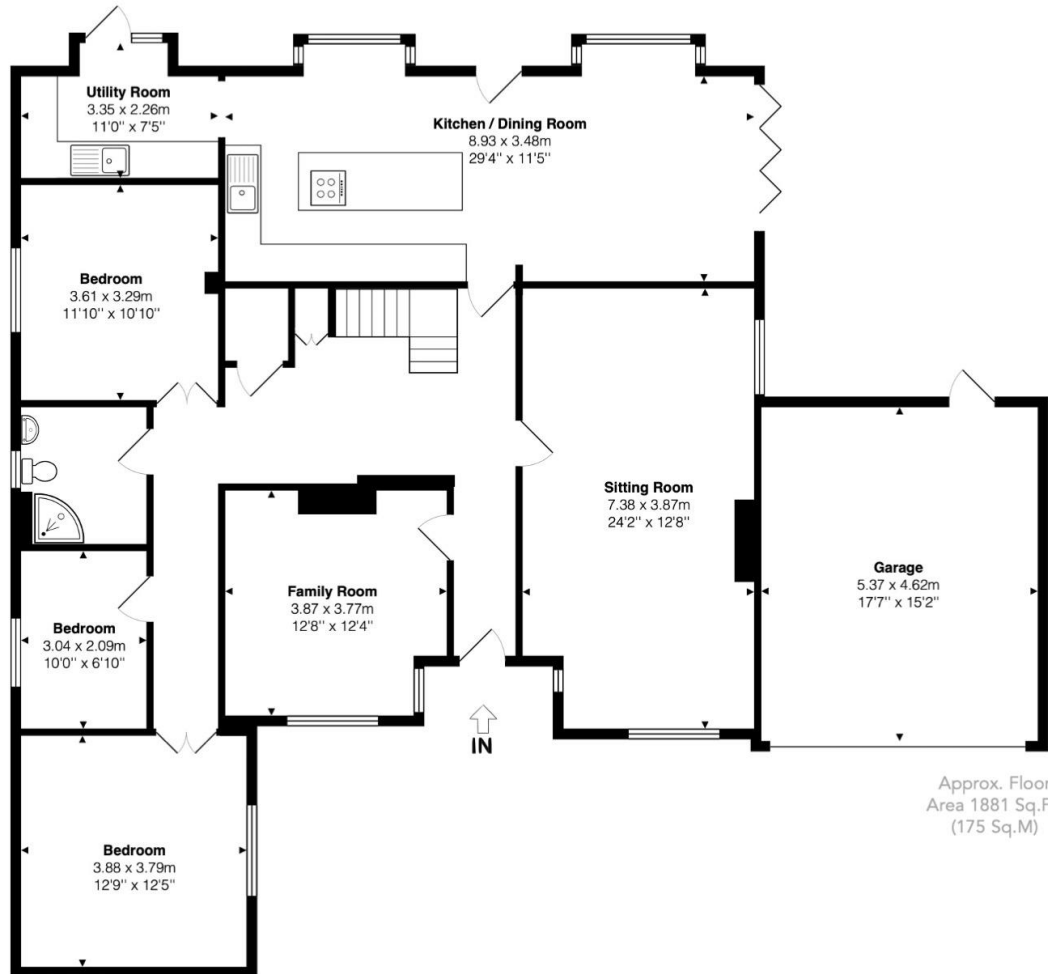 Utility Room
3.35 x 2.26m
11'0" x 7'5"
Kitchen / Dining Room
8.93 x 3.48m
29'4" x 11'5"
Bedroom
3.61 x 3.29m
11'10" x 10'10"
Sitting Room
7.38 x 3.87m
24'2" x 12'8"
Garage
5.37 x 4.62m
17'7" x 15'2"
Family Room
3.87 x 3.77m
12'8" x 12'4"
Bedroom
3.04 x 2.09m
10'0" x 6'10"
IN
Approx. Floor
Area 1881 Sq.F
(175 Sq.M)
Bedroom
3.88 x 3.79m
12'9" x 12'5"